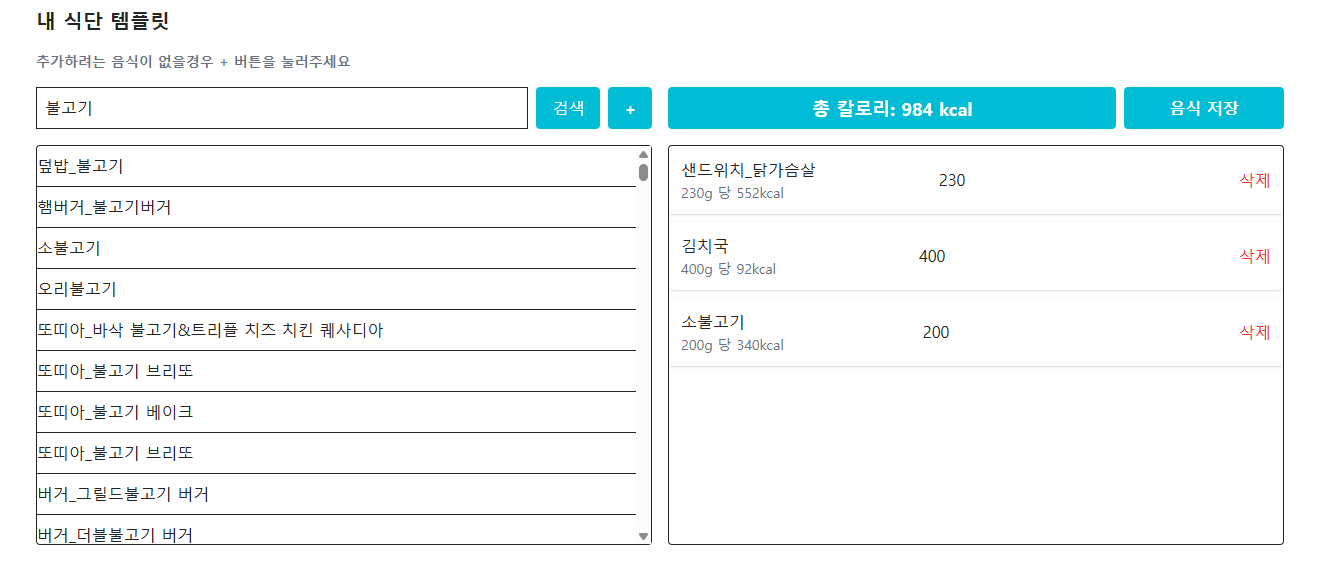 내 식단 템플릿
추가하려는 음식이 없을경우 + 버튼을 눌러주세요
불고기 검색 + 총 칼로리: 984 kcal 음식 저장
덮밥_불고기
햄버거_불고기버거
소불고기
오리불고기
또띠아_바삭 불고기&트리플 치즈 치킨 퀘사디아
또띠아_불고기 브리또
또띠아_불고기 베이크
또띠아_불고기 브리또
버거_그릴드불고기 버거
버거_더블불고기 버거
샌드위치_닭가슴살
230g 당 552kcal
230
삭제
김치국
400g 당 92kcal
400
삭제
소불고기
200g 당 340kcal
200
삭제